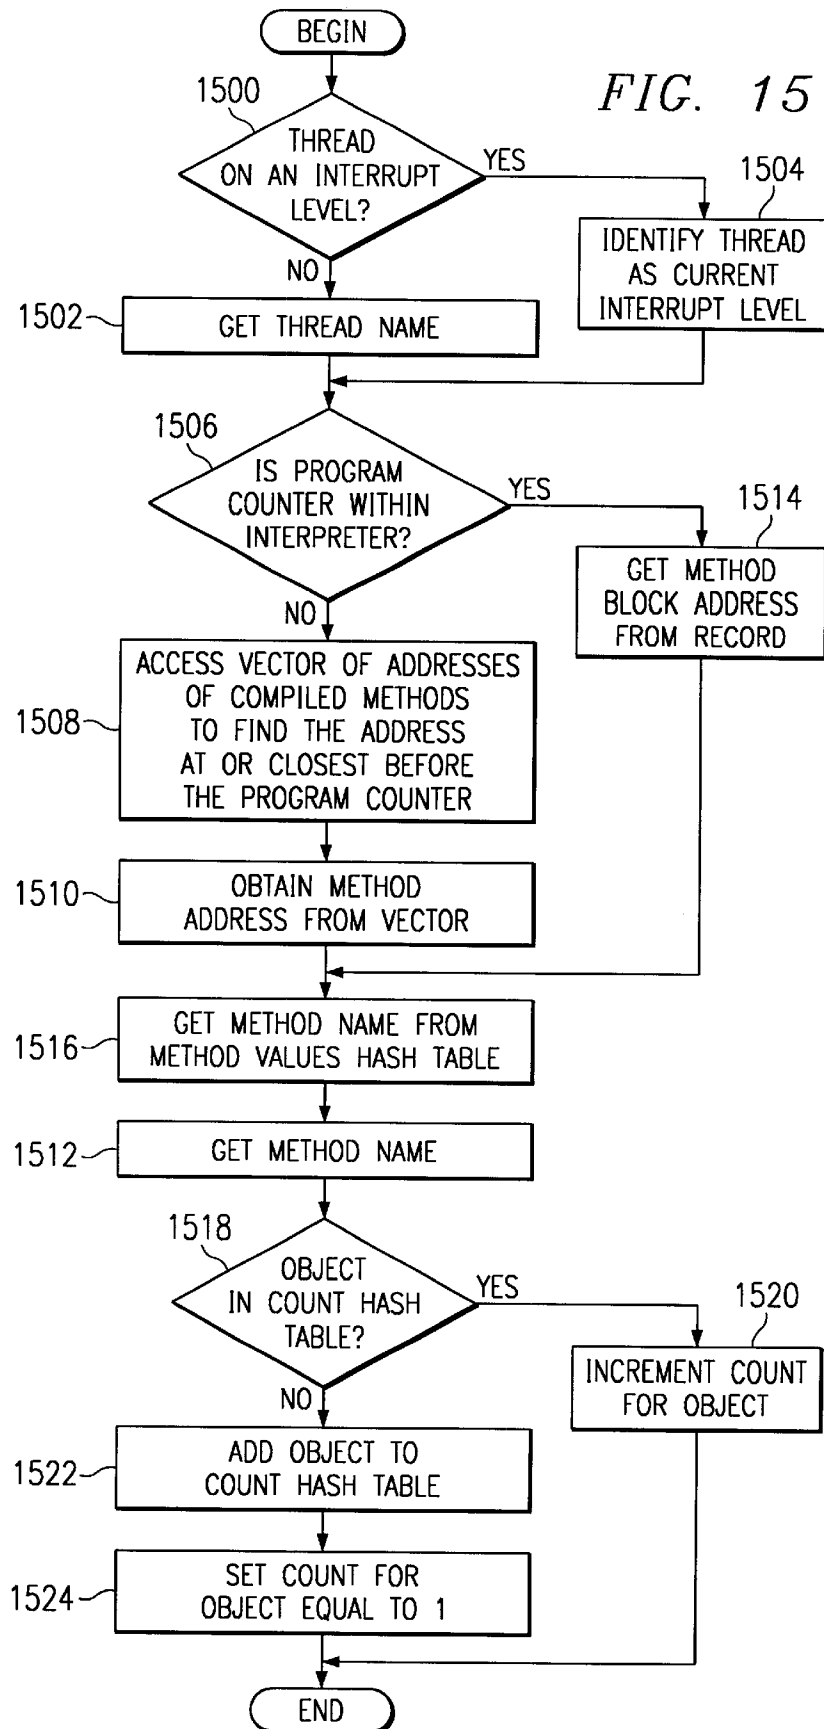 BEGIN
FIG. 15
1500
THREAD
ON AN INTERRUPT
LEVEL?
YES
1504
IDENTIFY THREAD
AS CURRENT
INTERRUPT LEVEL
NO
1502
GET THREAD NAME
1506
IS PROGRAM
COUNTER WITHIN
INTERPRETER?
YES
1514
GET METHOD
BLOCK ADDRESS
FROM RECORD
NO
1508
ACCESS VECTOR OF ADDRESSES
OF COMPILED METHODS
TO FIND THE ADDRESS
AT OR CLOSEST BEFORE
THE PROGRAM COUNTER
1510
OBTAIN METHOD
ADDRESS FROM VECTOR
1516
GET METHOD NAME FROM
METHOD VALUES HASH TABLE
1512
GET METHOD NAME
1518
OBJECT
IN COUNT HASH
TABLE?
YES
1520
INCREMENT COUNT
FOR OBJECT
NO
1522
ADD OBJECT TO
COUNT HASH TABLE
1524
SET COUNT FOR
OBJECT EQUAL TO 1
END